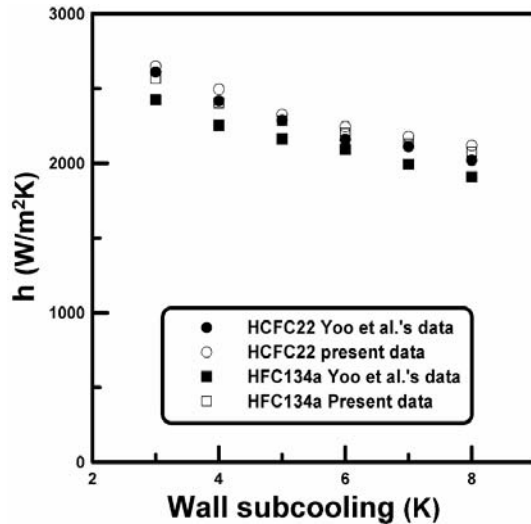 3000
2000
1000
0
h (W/m²K)
HCFC22 Yoo et al.'s data
HCFC22 present data
HFC134a Yoo et al.'s data
HFC134a Present data
2 4 6 8
Wall subcooling (K)